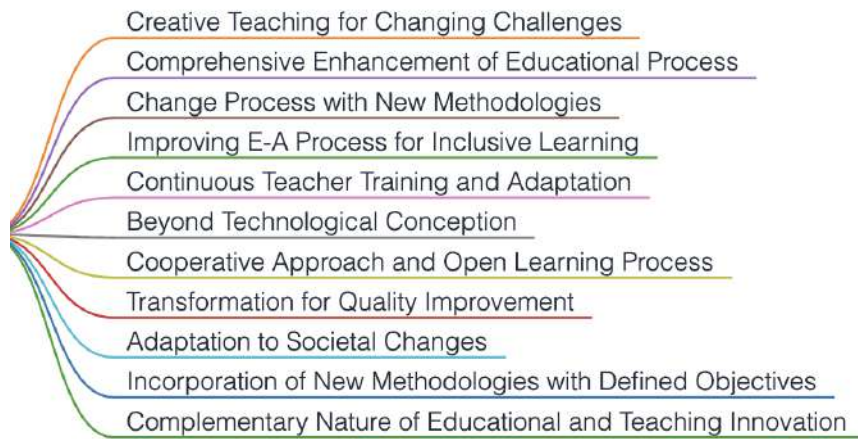 Creative Teaching for Changing Challenges
Comprehensive Enhancement of Educational Process
Change Process with New Methodologies
Improving E-A Process for Inclusive Learning
Continuous Teacher Training and Adaptation
Beyond Technological Conception
Cooperative Approach and Open Learning Process
Transformation for Quality Improvement
Adaptation to Societal Changes
Incorporation of New Methodologies with Defined Objectives
Complementary Nature of Educational and Teaching Innovation